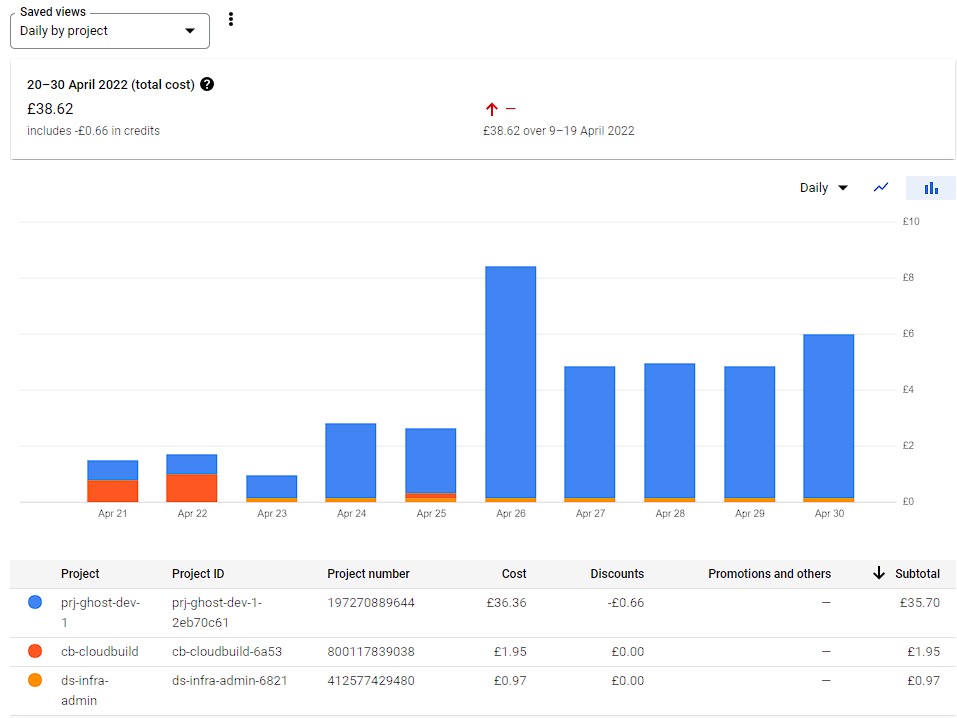 Saved views
Daily by project
20–30 April 2022 (total cost)
£38.62
includes -£0.66 in credits
—
£38.62 over 9–19 April 2022
Daily
£10
£8
£6
£4
£2
£0
Apr 21 Apr 22 Apr 23 Apr 24 Apr 25 Apr 26 Apr 27 Apr 28 Apr 29 Apr 30
Project Project ID Project number Cost Discounts Promotions and others Subtotal
prj-ghost-dev- prj-ghost-dev-1- 197270889644 £36.36 -£0.66 — £35.70
1 2eb70c61
cb-cloudbuild cb-cloudbuild-6a53 800117839038 £1.95 £0.00 — £1.95
ds-infra- ds-infra-admin-6821 412577429480 £0.97 £0.00 — £0.97
admin